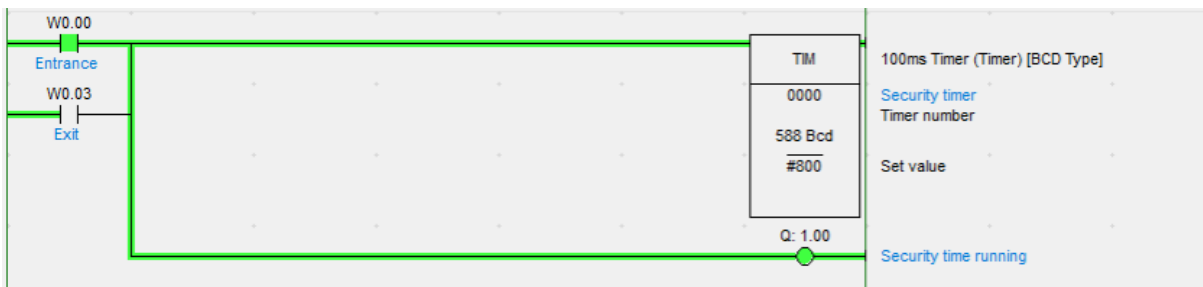 W0.00
Entrance
W0.03
Exit
TIM
100ms Timer (Timer) [BCD Type]
0000
Security timer
Timer number
588 Bcd
#800
Set value
Q: 1.00
Security time running